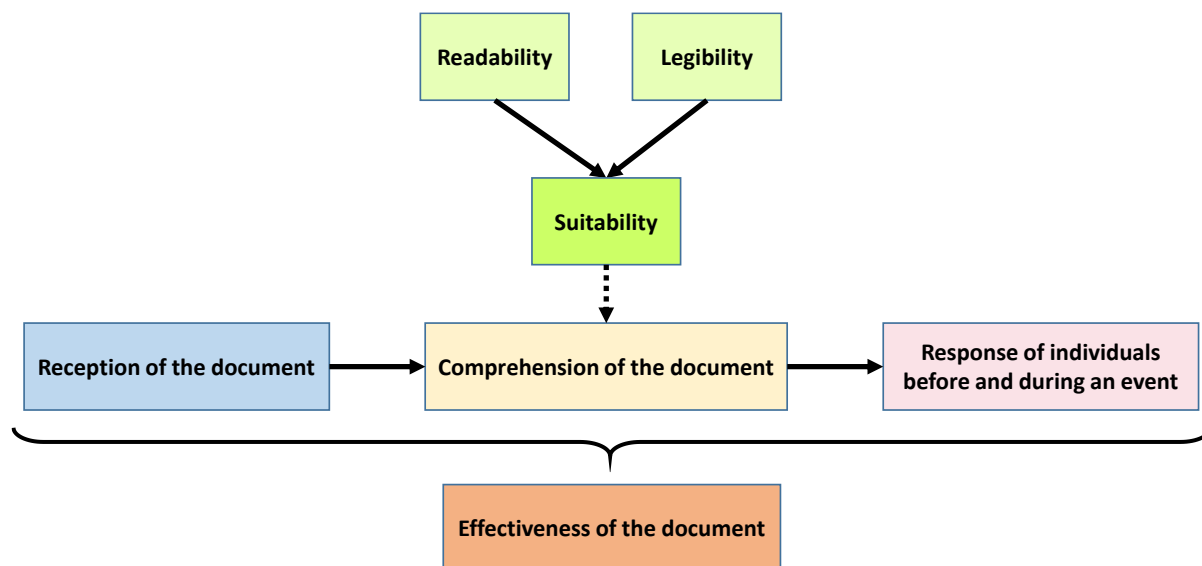 Readability
Legibility
Suitability
Reception of the document
Comprehension of the document
Response of individuals
before and during an event
Effectiveness of the document